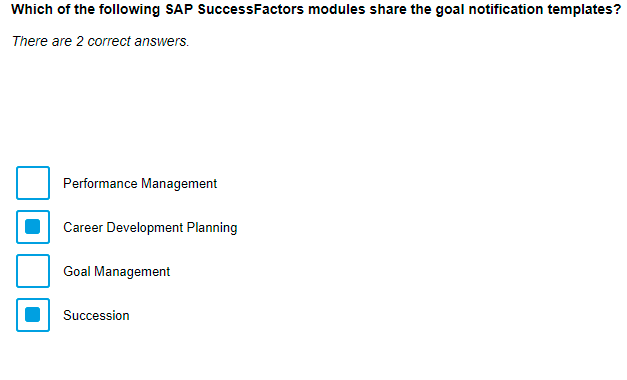 Which of the following SAP SuccessFactors modules share the goal notification templates?
There are 2 correct answers.
Performance Management
Career Development Planning
Goal Management
Succession